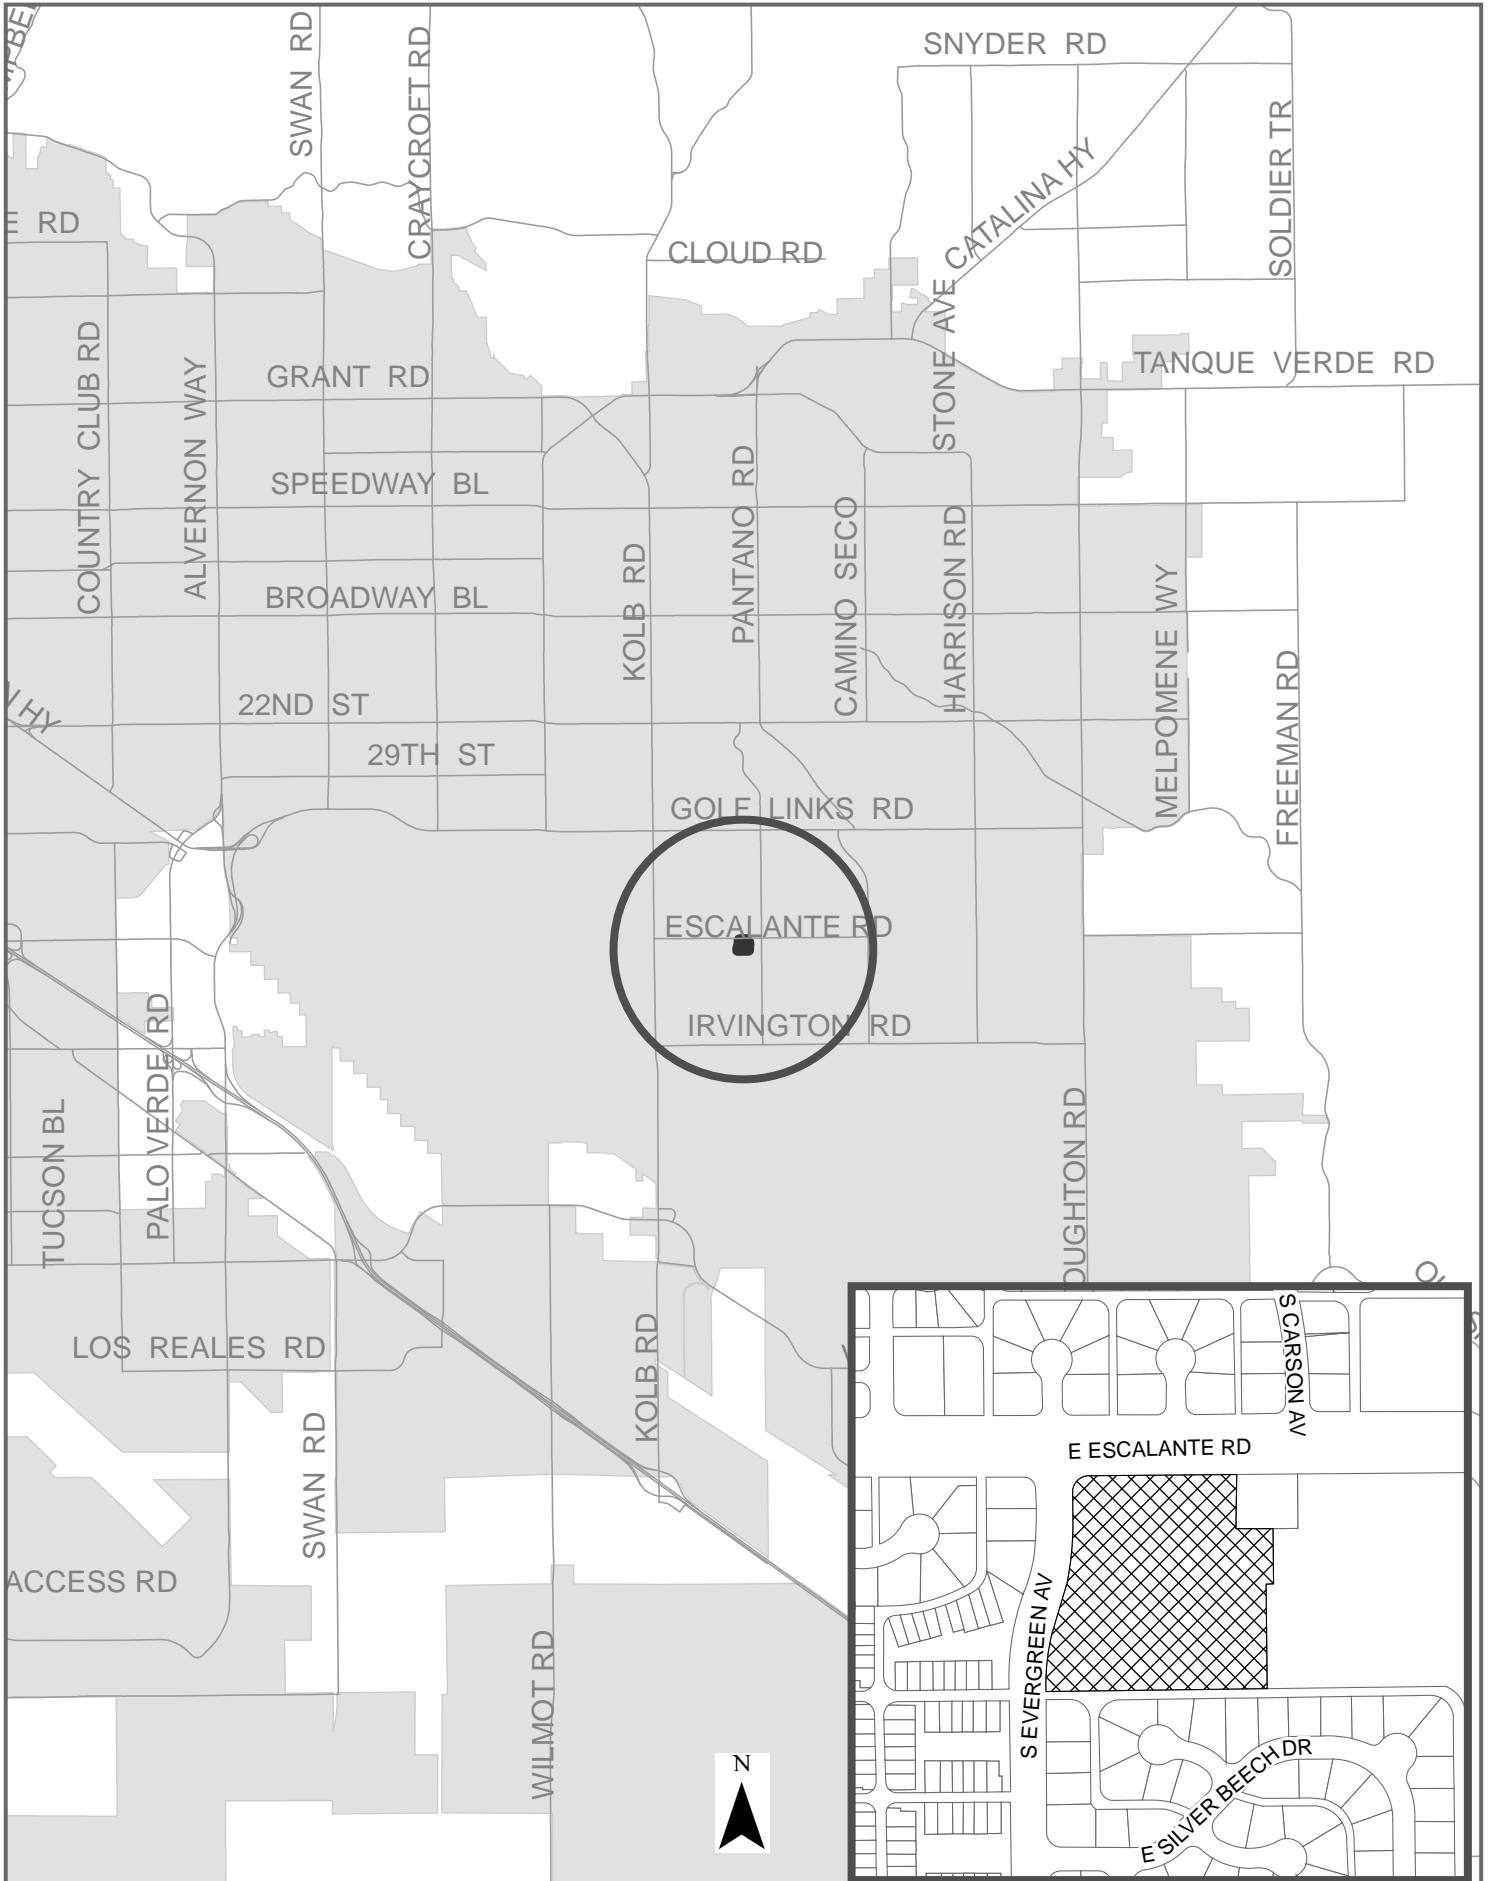 SNYDER RD
SWAN RD
CRAYCROFT RD
CATALINA HY
SOLDIER TR
E RD
CLOUD RD
STONE AVE
TANQUE VERDE RD
COUNTRY CLUB RD
ALVERNON WAY
GRANT RD
SPEEDWAY BL
PANTANO RD
CAMINO SECO
HARRISON RD
KOLB RD
BROADWAY BL
MELPOMENE WY
FREEMAN RD
22ND ST
N HY
29TH ST
GOLF LINKS RD
ESCALANTE RD
IRVINGTON RD
PALO VERDE RD
TUCSON BL
OUGHTON RD
LOS REALES RD
KOLB RD
SWAN RD
ACCESS RD
WILMOT RD
N
S CARSON AV
E ESCALANTE RD
S EVERGREEN AV
E SILVER BEECH DR